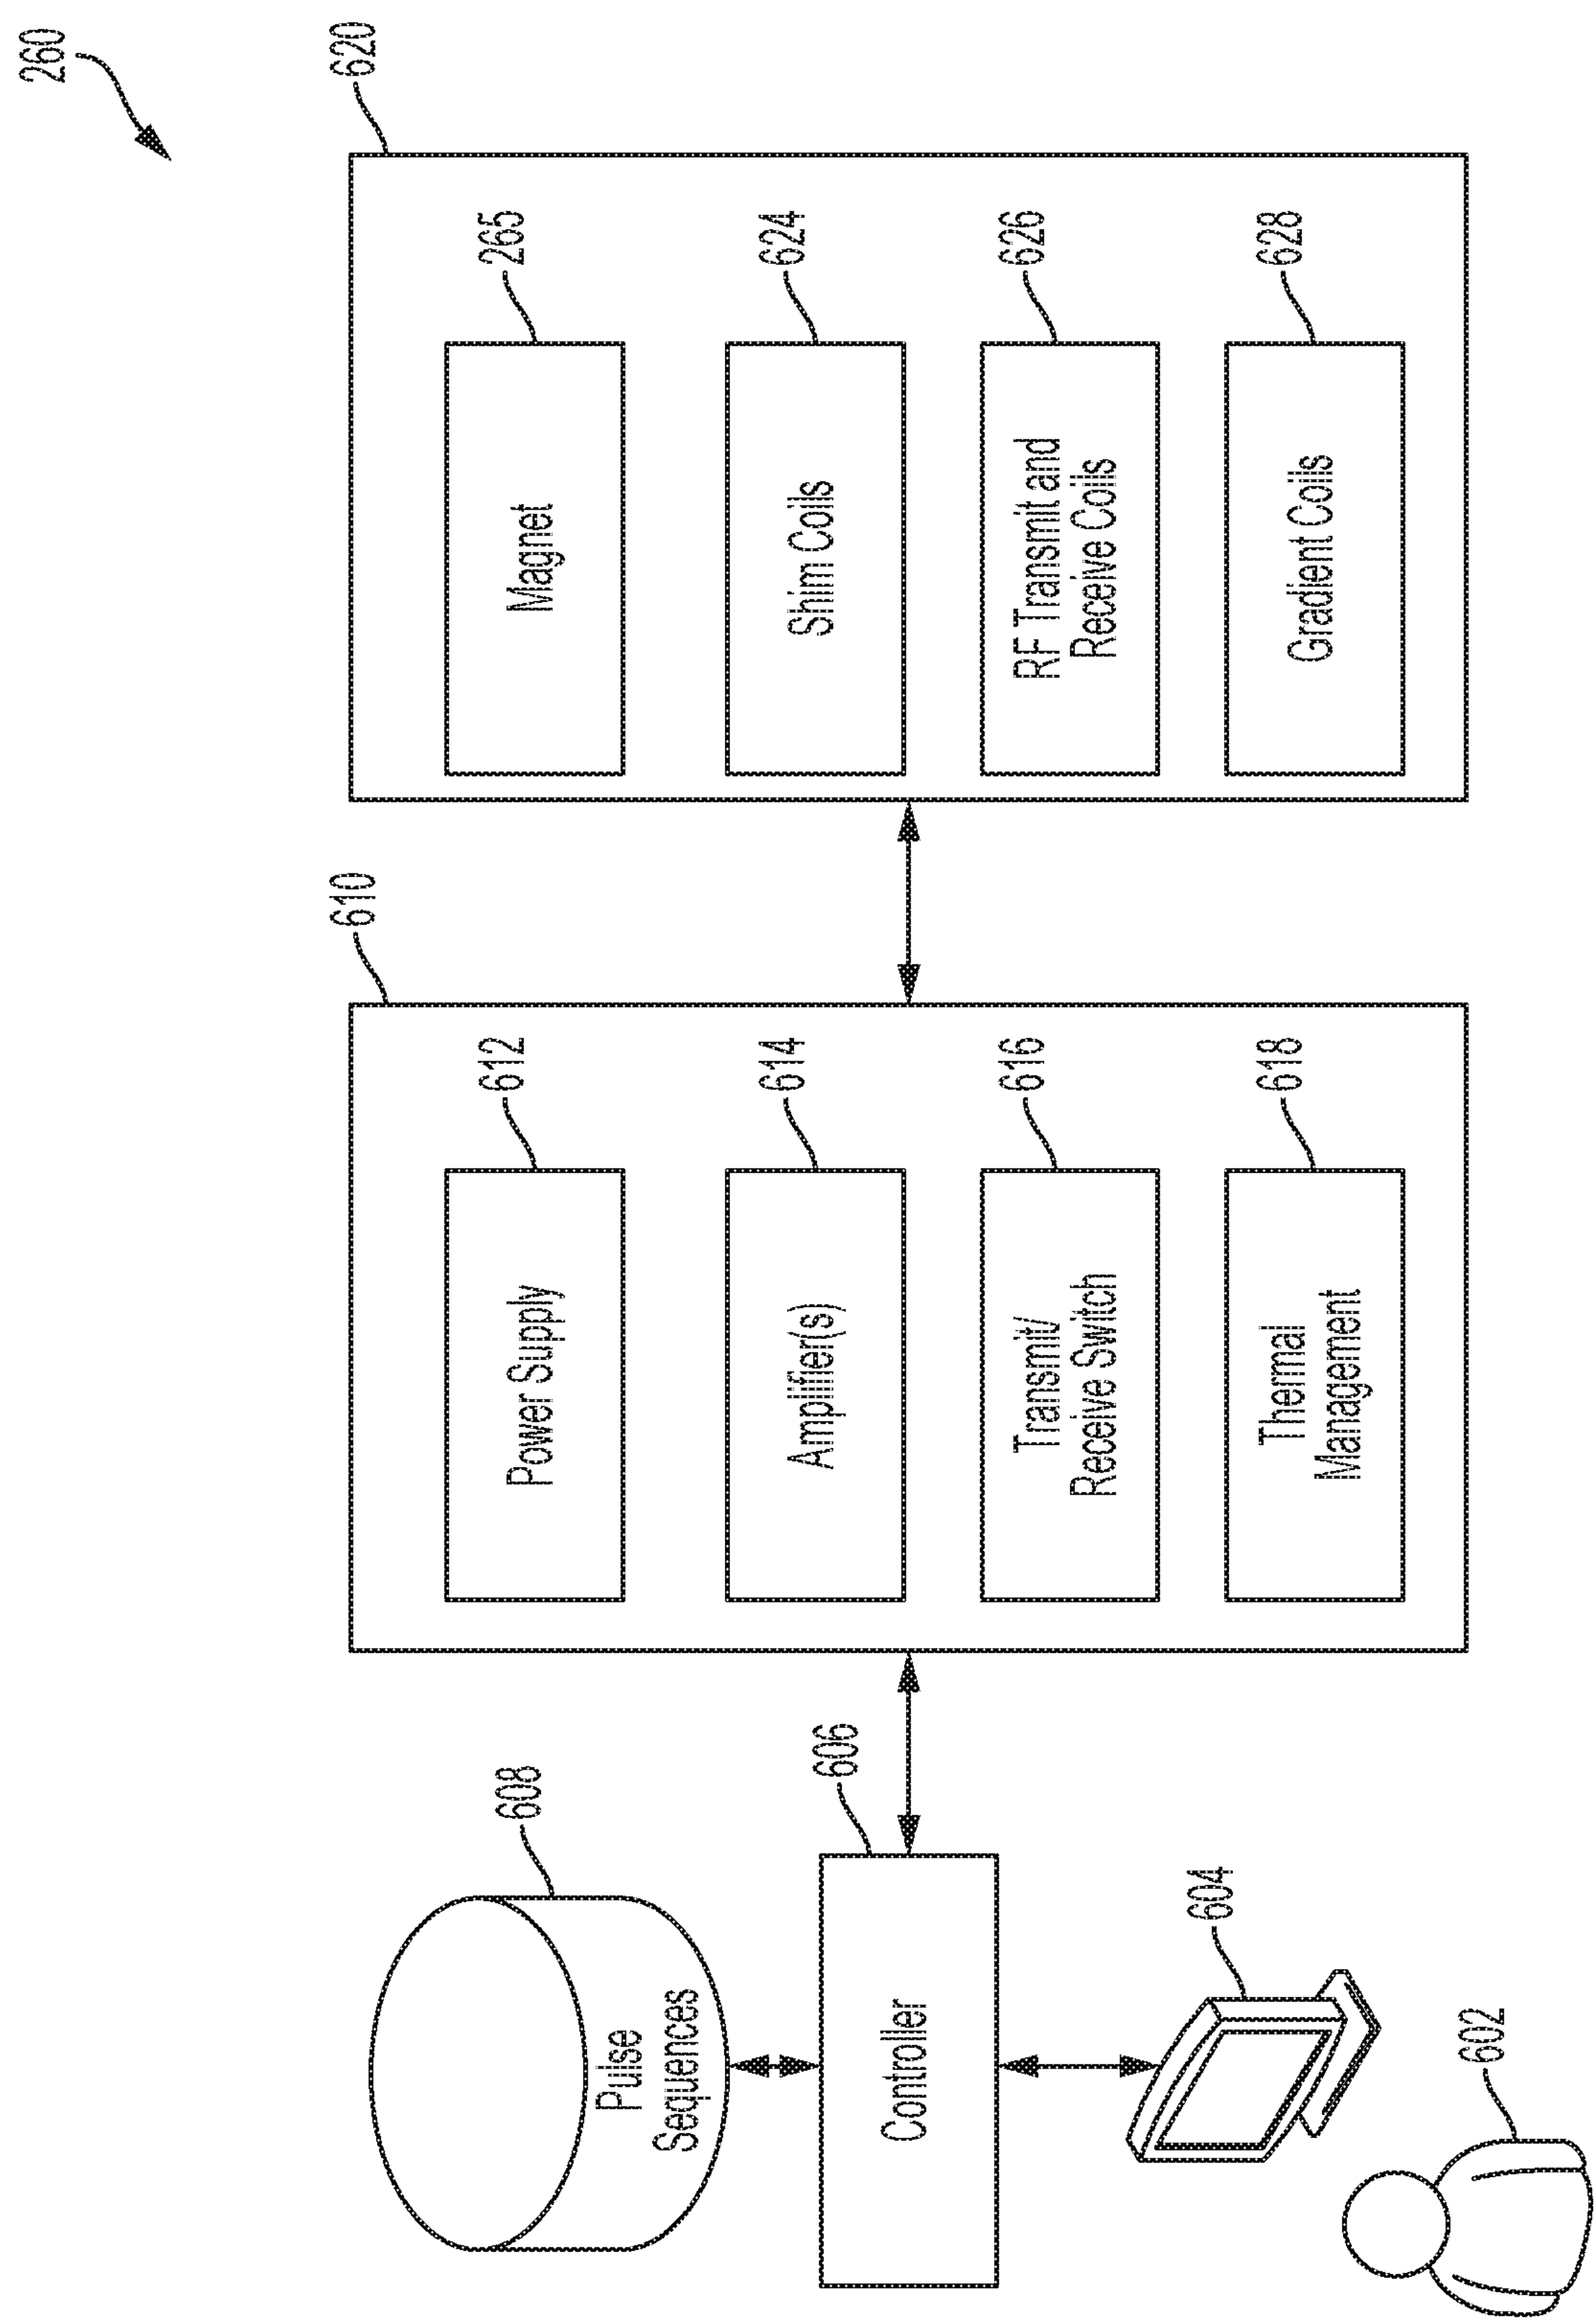 260
620
265
Magnet
624
Shim Coils
626
RF Transmit and
Receive Coils
628
Gradient Coils
610
612
Power Supply
614
Amplifier(s)
616
Transmit/
Receive Switch
618
Thermal
Management
608
Pulse
Sequences
606
Controller
604
602